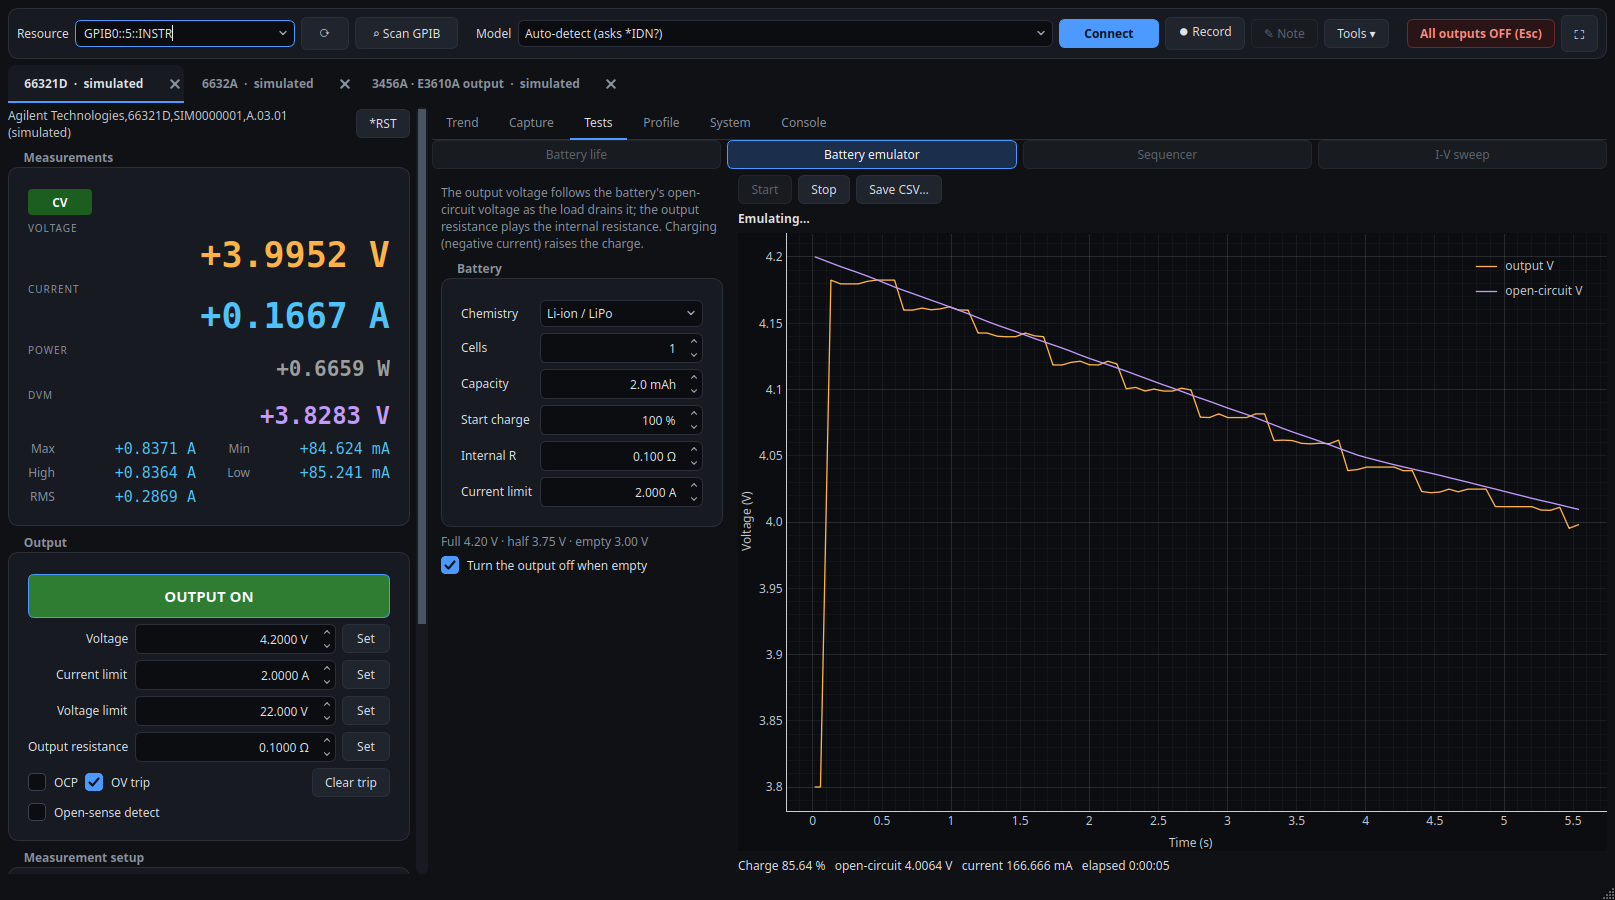 Resource GPIB0::5::INSTR ⟳ ⌕ Scan GPIB Model Auto-detect (asks *IDN?) Connect ● Record ✎ Note Tools ▾ All outputs OFF (Esc) ⛶
66321D · simulated ✕ 6632A · simulated ✕ 3456A · E3610A output · simulated ✕
Agilent Technologies,66321D,SIM0000001,A.03.01
(simulated)
*RST
Measurements
CV
VOLTAGE
+3.9952 V
CURRENT
+0.1667 A
POWER
+0.6659 W
DVM
+3.8283 V
Max +0.8371 A Min +84.624 mA
High +0.8364 A Low +85.241 mA
RMS +0.2869 A
Output
OUTPUT ON
Voltage 4.2000 V Set
Current limit 2.0000 A Set
Voltage limit 22.000 V Set
Output resistance 0.1000 Ω Set
OCP OV trip Clear trip
Open-sense detect
Measurement setup
Trend Capture Tests Profile System Console
Battery life Battery emulator Sequencer I-V sweep
The output voltage follows the battery's open-
circuit voltage as the load drains it; the output
resistance plays the internal resistance. Charging
(negative current) raises the charge.
Battery
Chemistry Li-ion / LiPo
Cells 1
Capacity 2.0 mAh
Start charge 100 %
Internal R 0.100 Ω
Current limit 2.000 A
Full 4.20 V · half 3.75 V · empty 3.00 V
Turn the output off when empty
Start Stop Save CSV...
Emulating...
output V
open-circuit V
4.2
4.15
4.1
4.05
4.0
3.95
3.9
3.85
3.8
Voltage (V)
0 0.5 1 1.5 2 2.5 3 3.5 4 4.5 5 5.5
Time (s)
Charge 85.64 % open-circuit 4.0064 V current 166.666 mA elapsed 0:00:05